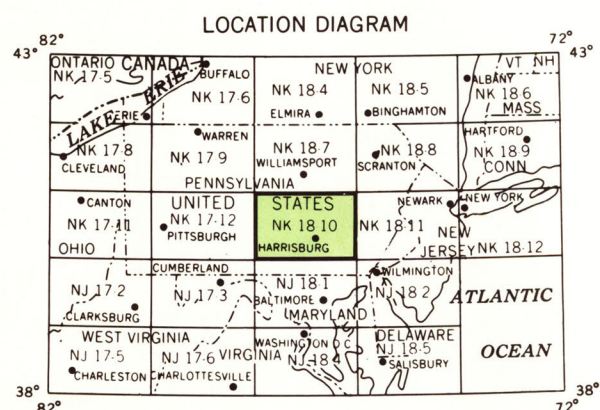 LOCATION DIAGRAM
82° 72°
43° 43°
ONTARIO CANADA NEW YORK VT NH
NK 17·5 BUFFALO ALBANY
NK 17·6 NK 18·4 NK 18·5 NK 18·6
LAKE ERIE
ERIE ELMIRA BINGHAMTON MASS
WARREN HARTFORD
NK 17·8 NK 17·9 NK 18·7 NK 18·8 NK 18·9
CLEVELAND WILLIAMSPORT SCRANTON CONN
PENNSYLVANIA
CANTON UNITED STATES NEWARK NEW YORK
NK 17·11 NK 17·12 NK 18 10 NK 18·11
OHIO PITTSBURGH HARRISBURG NEW JERSEY NK 18·12
CUMBERLAND WILMINGTON
NJ 17·2 NJ 17·3 NJ 18·1 NJ 18·2 ATLANTIC
CLARKSBURG BALTIMORE MARYLAND
WEST VIRGINIA WASHINGTON D C DELAWARE
NJ 17·5 NJ 17·6 VIRGINIA NJ 18·4 NJ 18·5 OCEAN
CHARLESTON CHARLOTTESVILLE SALISBURY
38° 38°
82° 72°